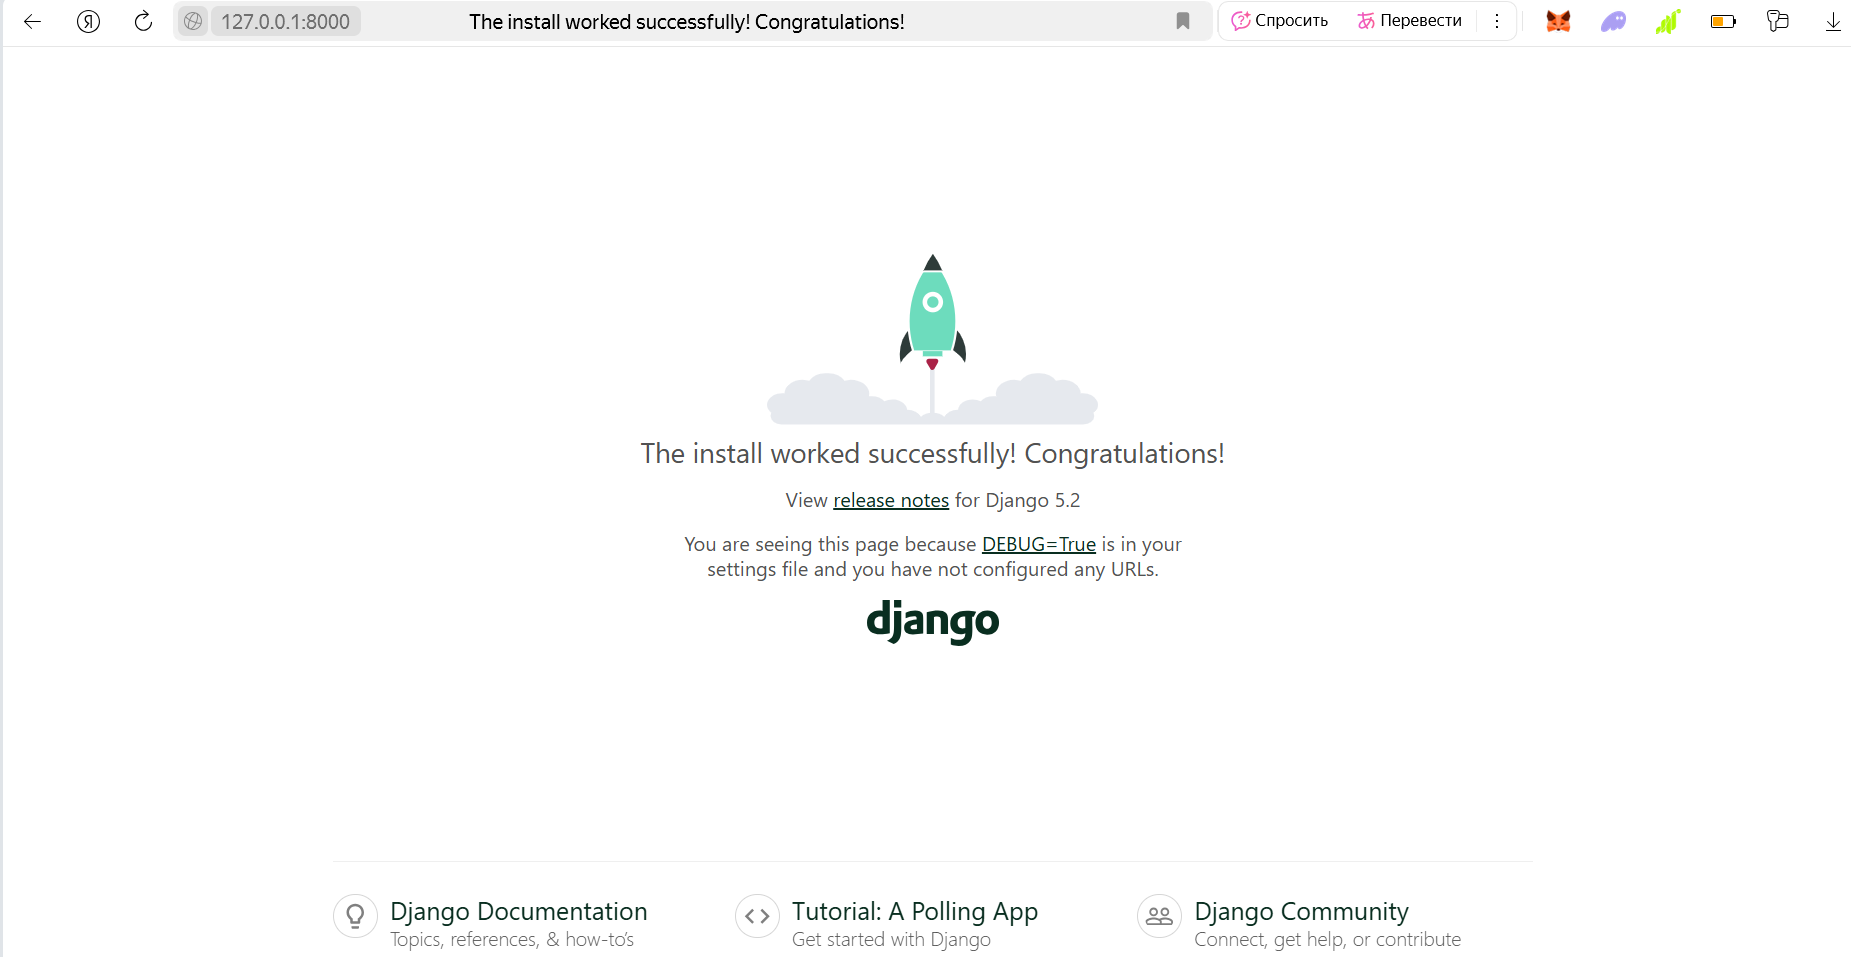 127.0.0.1:8000
The install worked successfully! Congratulations!
Спросить
Перевести
The install worked successfully! Congratulations!
View release notes for Django 5.2
You are seeing this page because DEBUG=True is in your
settings file and you have not configured any URLs.
django
Django Documentation
Topics, references, & how-to's
Tutorial: A Polling App
Get started with Django
Django Community
Connect, get help, or contribute